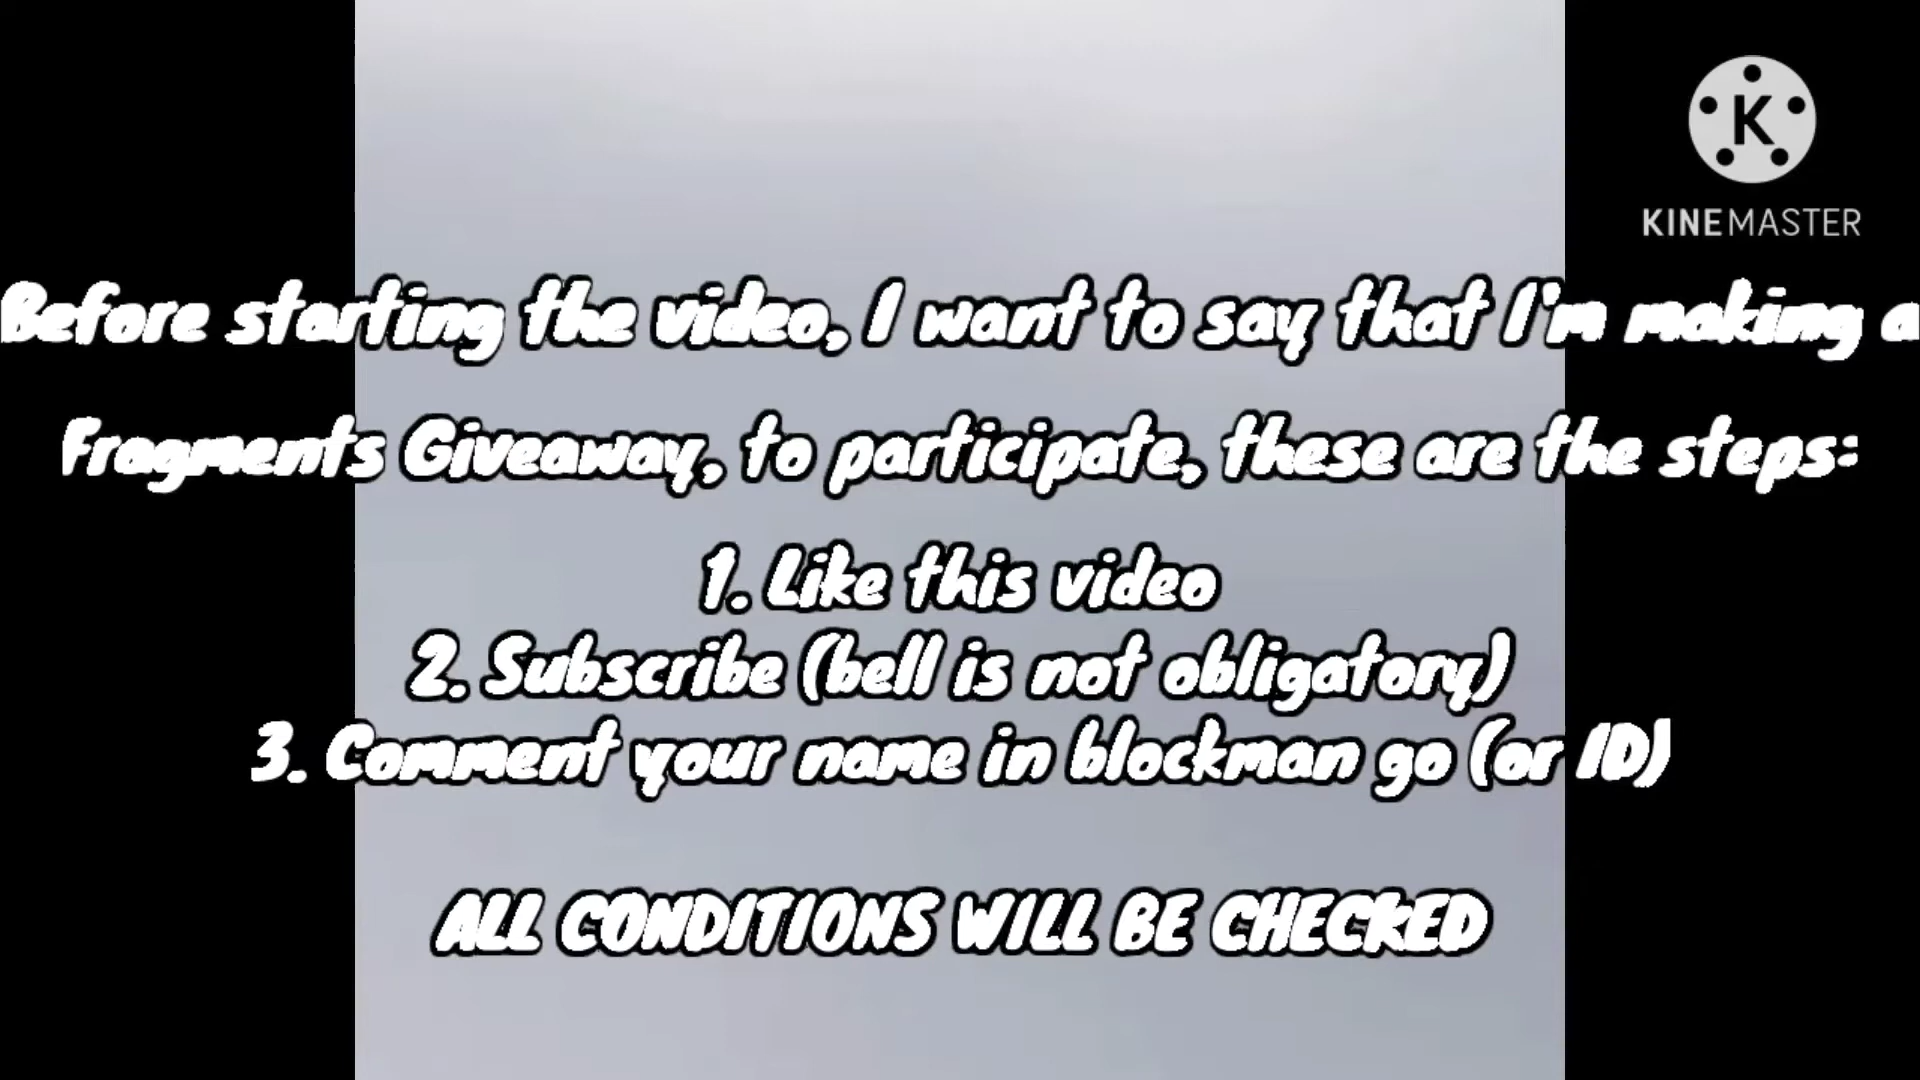 K
KINEMASTER
Before starting the video, I want to say that I'm making a
Fragments Giveaway, to participate, these are the steps:
1. Like this video
2. Subscribe (bell is not obligatory)
3. Comment your name in blockman go (or ID)
ALL CONDITIONS WILL BE CHECKED